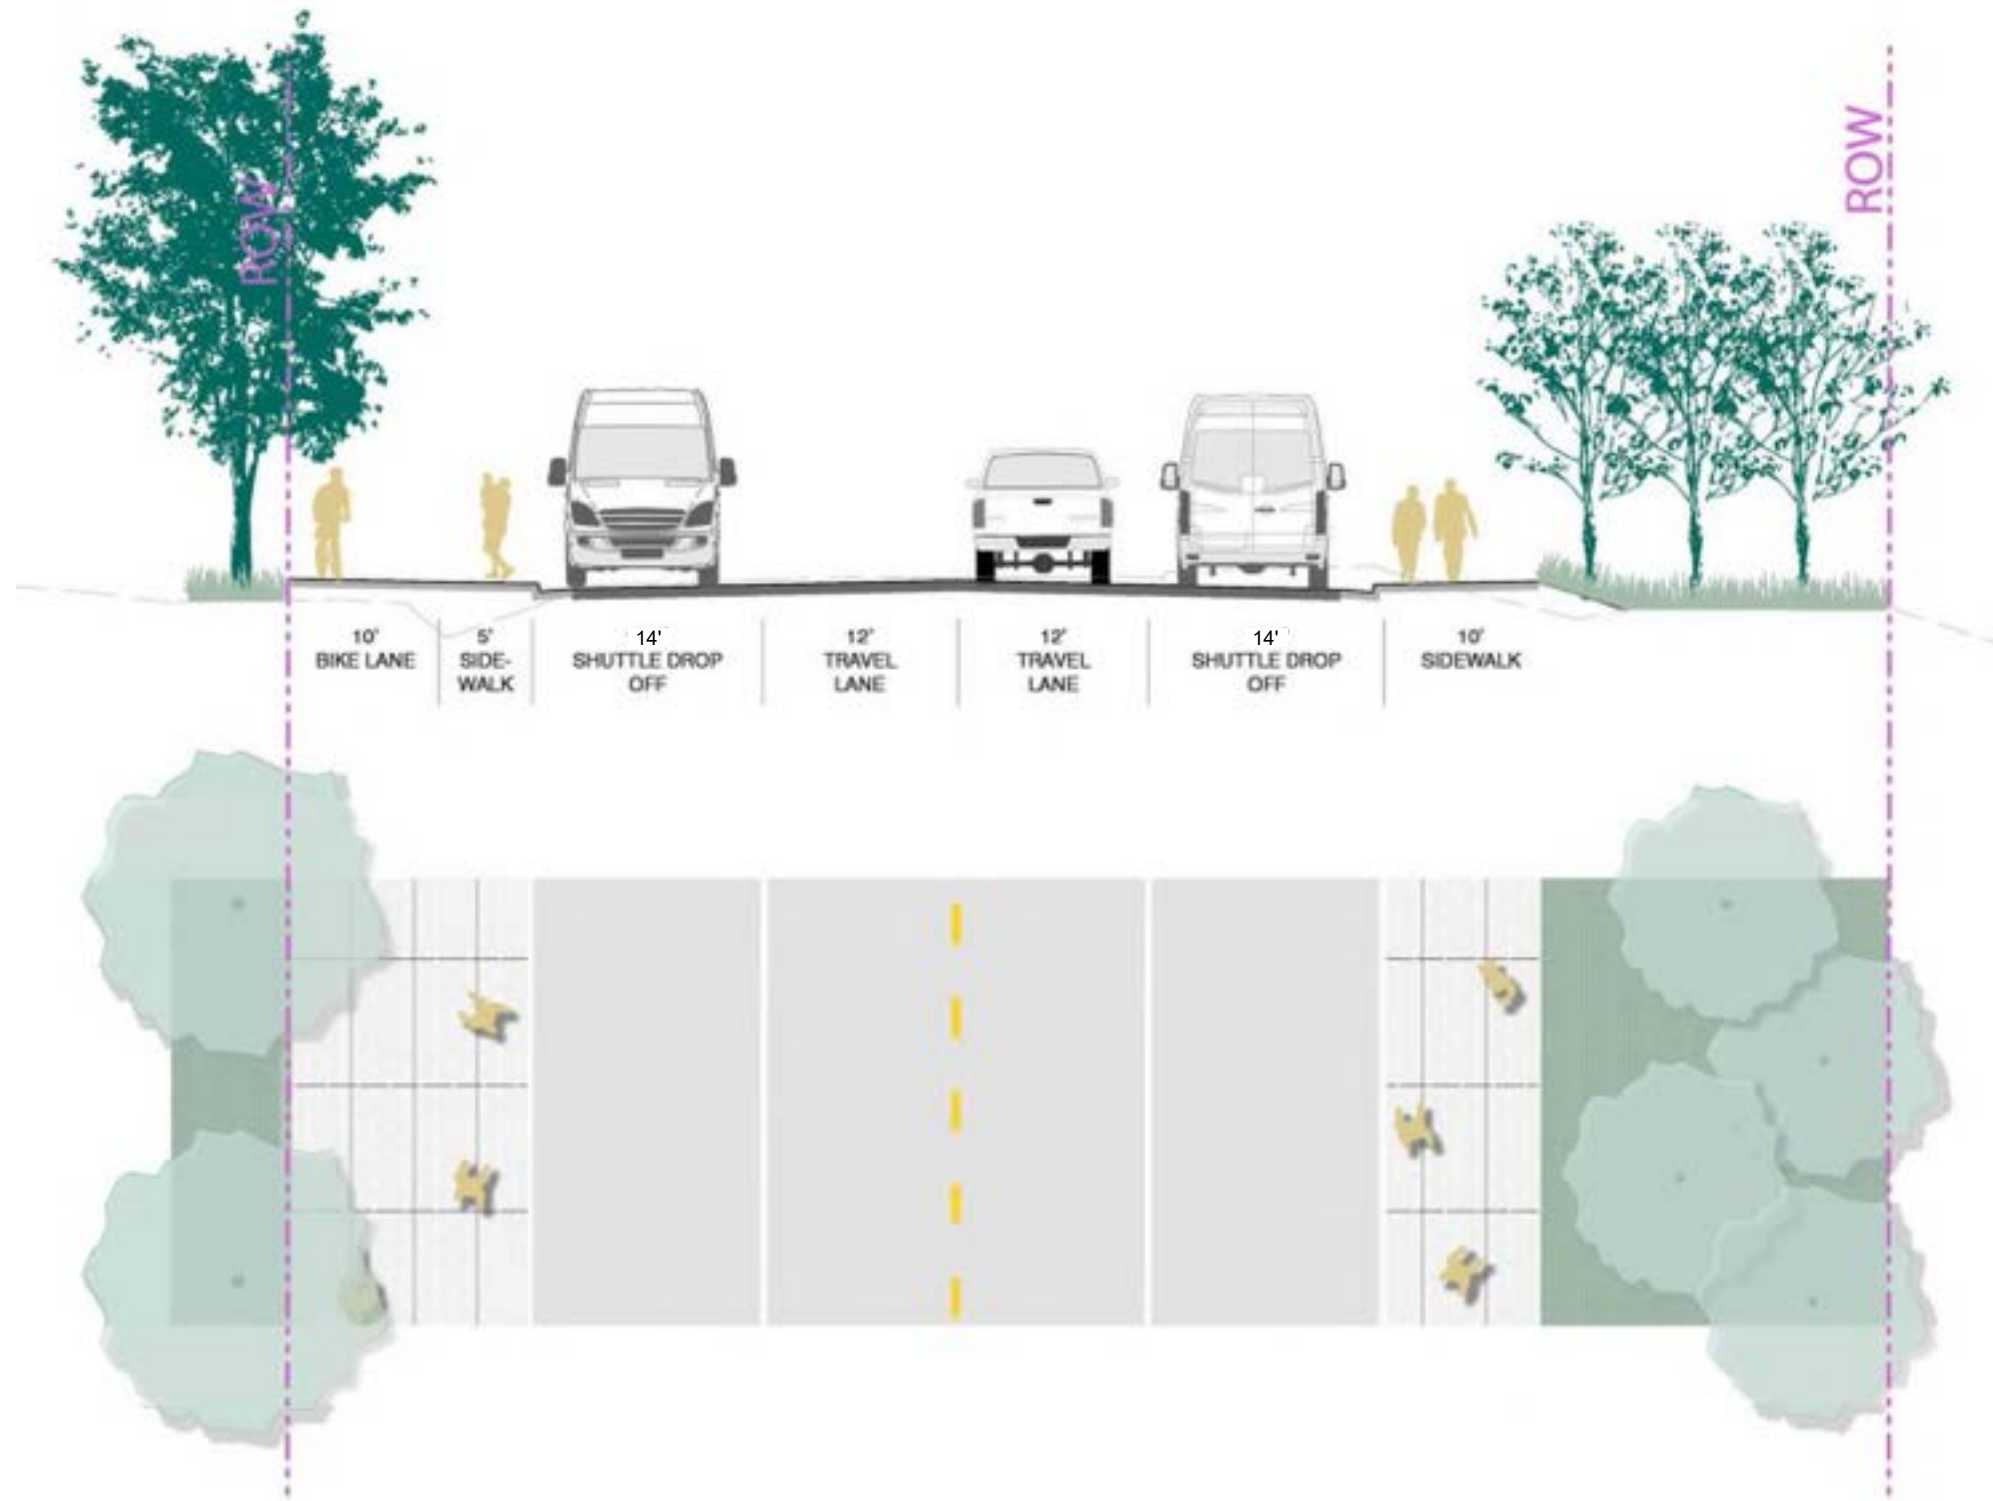 ROW
ROW
10'
BIKE LANE
5'
SIDE-
WALK
14'
SHUTTLE DROP
OFF
12'
TRAVEL
LANE
12'
TRAVEL
LANE
14'
SHUTTLE DROP
OFF
10'
SIDEWALK